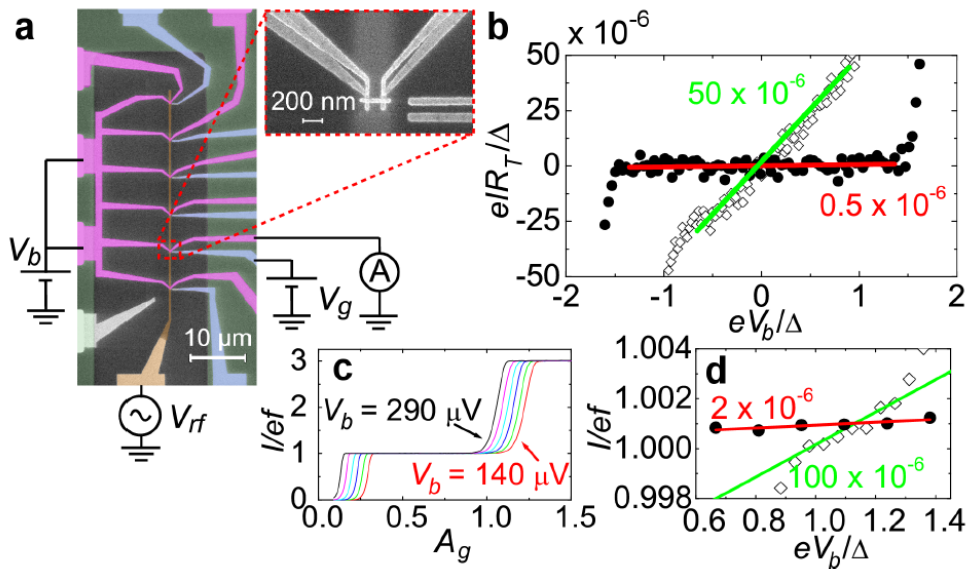 a
200 nm
V_b
A
V_g
10 μm
V_rf
b
x 10⁻⁶
eIR_T/Δ
50
25
0
-25
-50
50 x 10⁻⁶
0.5 x 10⁻⁶
-2 -1 0 1 2
eV_b/Δ
c
I/ef
3
2
1
0
V_b = 290 μV
V_b = 140 μV
0.0 0.5 1.0 1.5
A_g
d
I/ef
1.004
1.002
1.000
0.998
2 x 10⁻⁶
100 x 10⁻⁶
0.6 0.8 1.0 1.2 1.4
eV_b/Δ